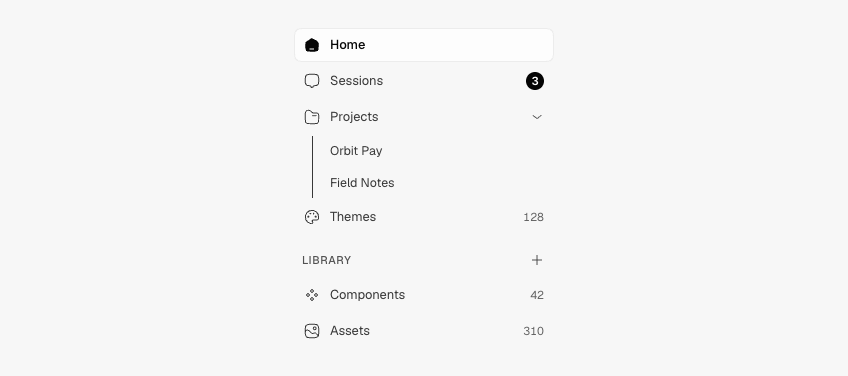 Home
Sessions 3
Projects
Orbit Pay
Field Notes
Themes 128
LIBRARY
Components 42
Assets 310